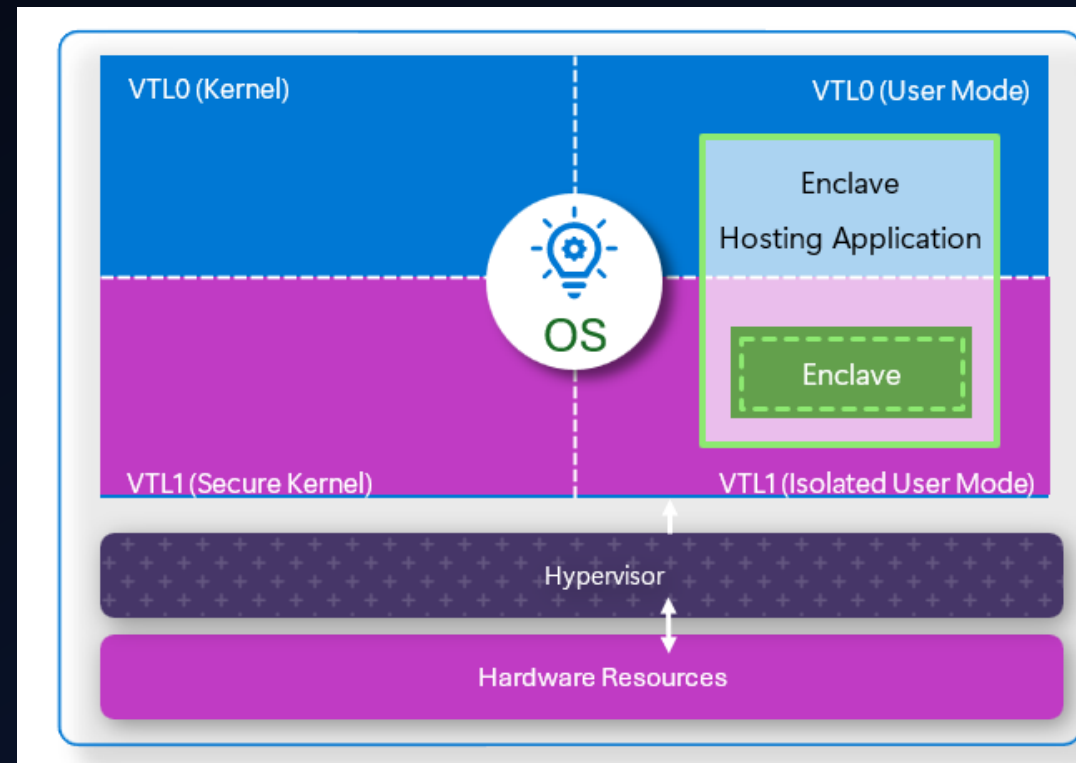 VTL0 (Kernel)
VTL0 (User Mode)
Enclave
Hosting Application
OS
Enclave
VTL1 (Secure Kernel)
VTL1 (Isolated User Mode)
Hypervisor
Hardware Resources